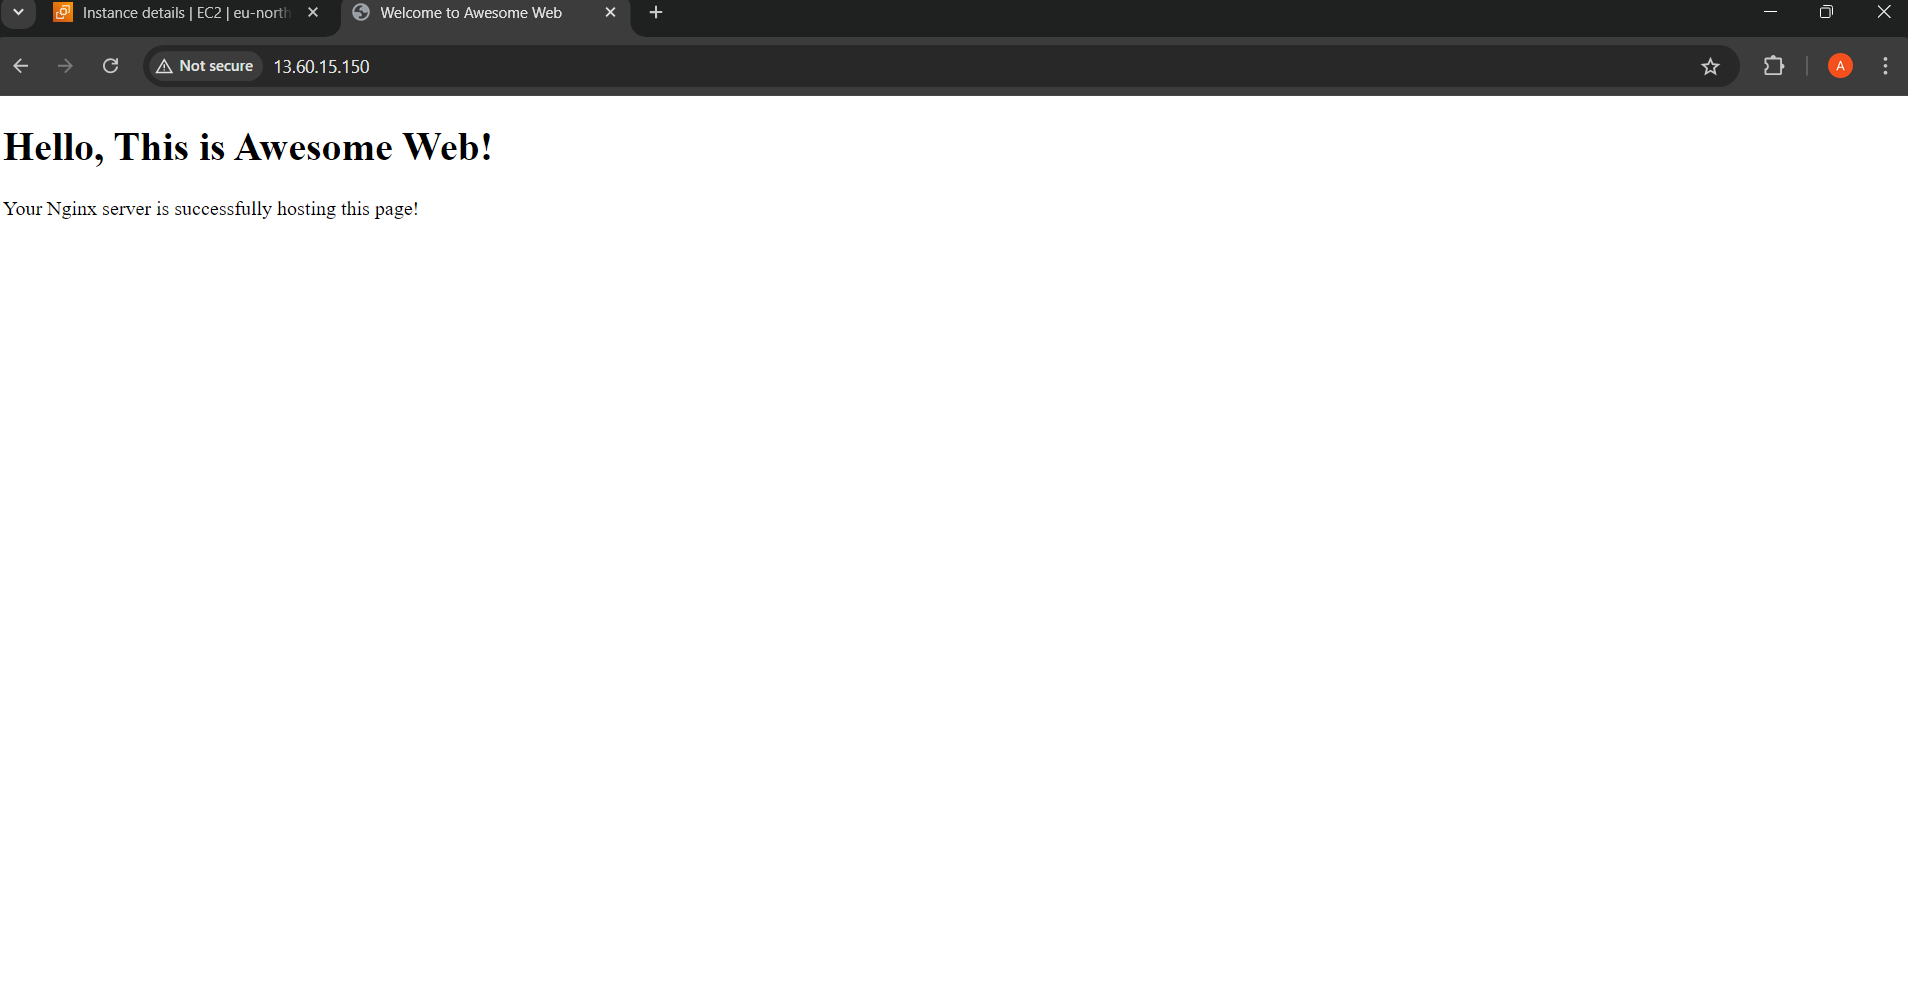 Instance details | EC2 | eu-north
Welcome to Awesome Web
Not secure
13.60.15.150
A
Hello, This is Awesome Web!
Your Nginx server is successfully hosting this page!